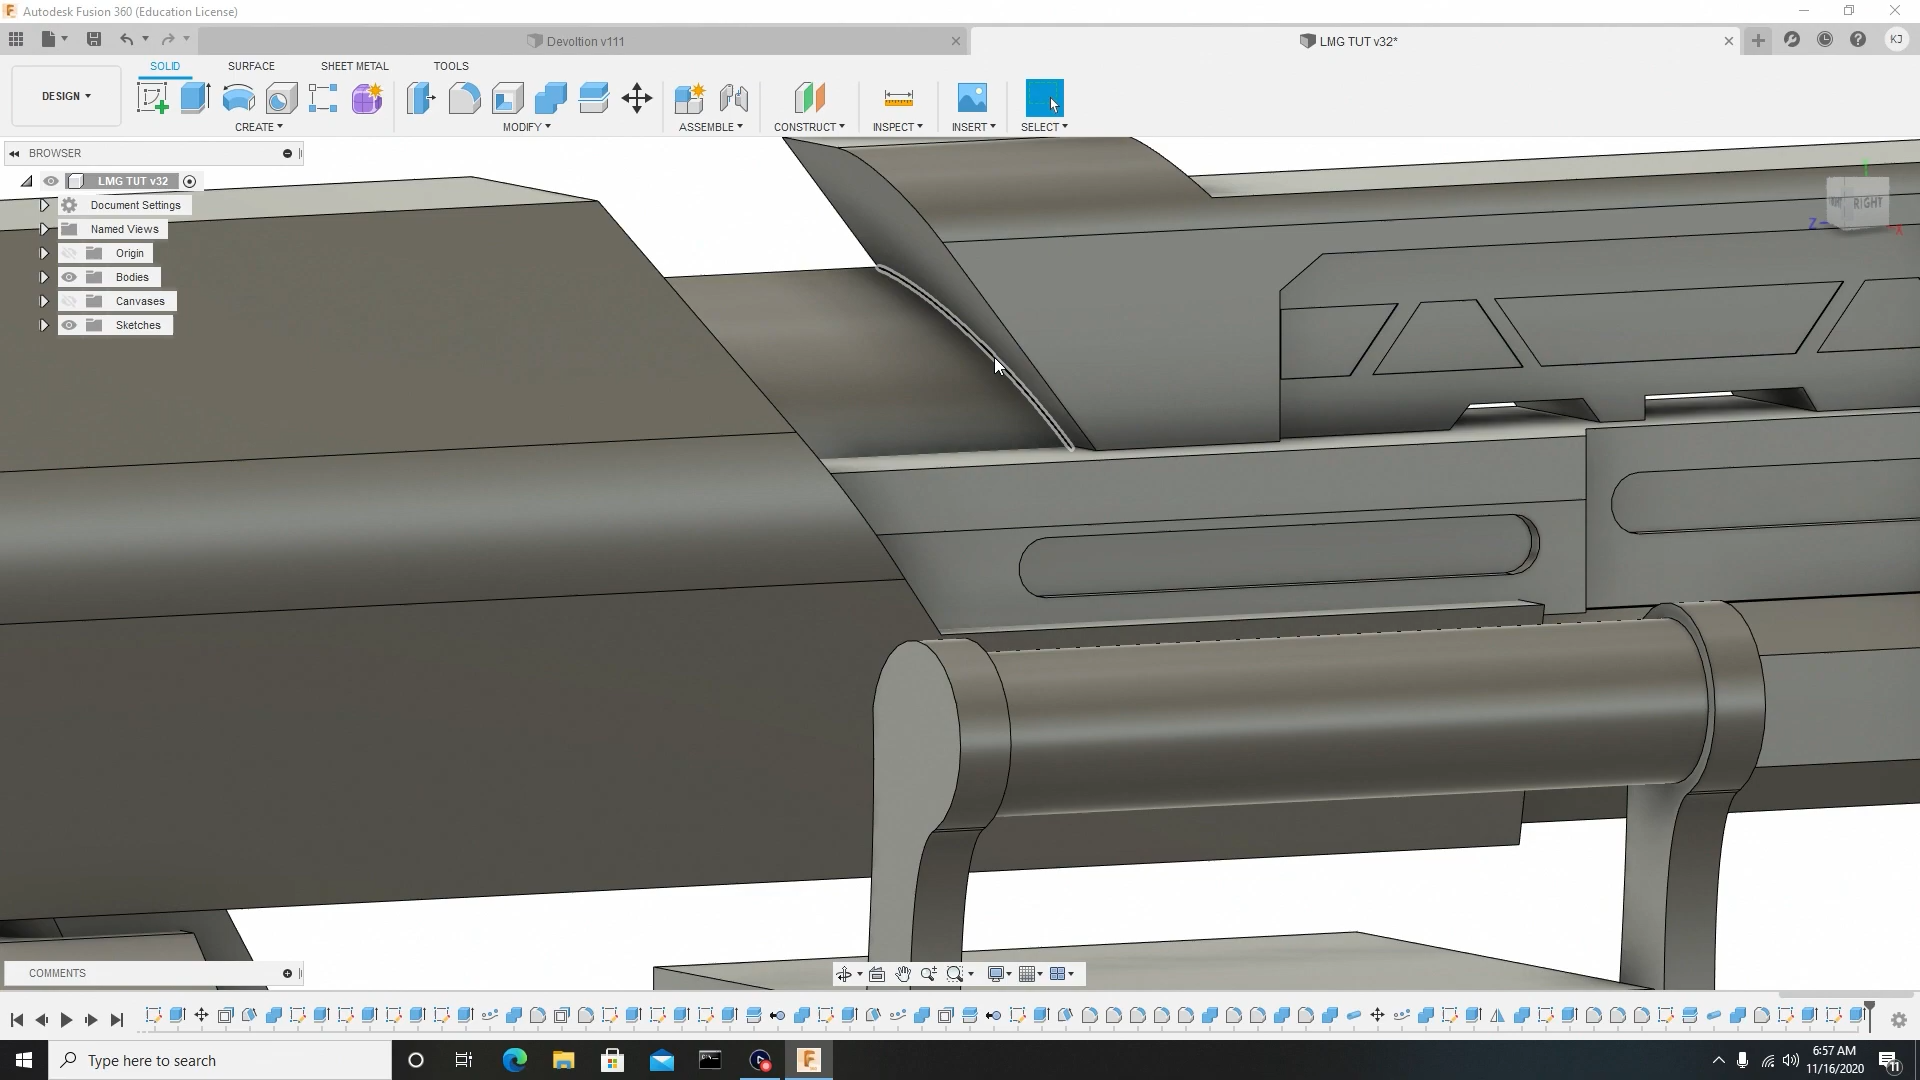 Autodesk Fusion 360 (Education License)
Devoltion v111
LMG TUT v32*
KJ
DESIGN
SOLID SURFACE SHEET METAL TOOLS
CREATE MODIFY ASSEMBLE CONSTRUCT INSPECT INSERT SELECT
BROWSER
LMG TUT v32
Document Settings
Named Views
Origin
Bodies
Canvases
Sketches
Y
RIGHT
Z
X
COMMENTS
Type here to search
6:57 AM
11/16/2020
11